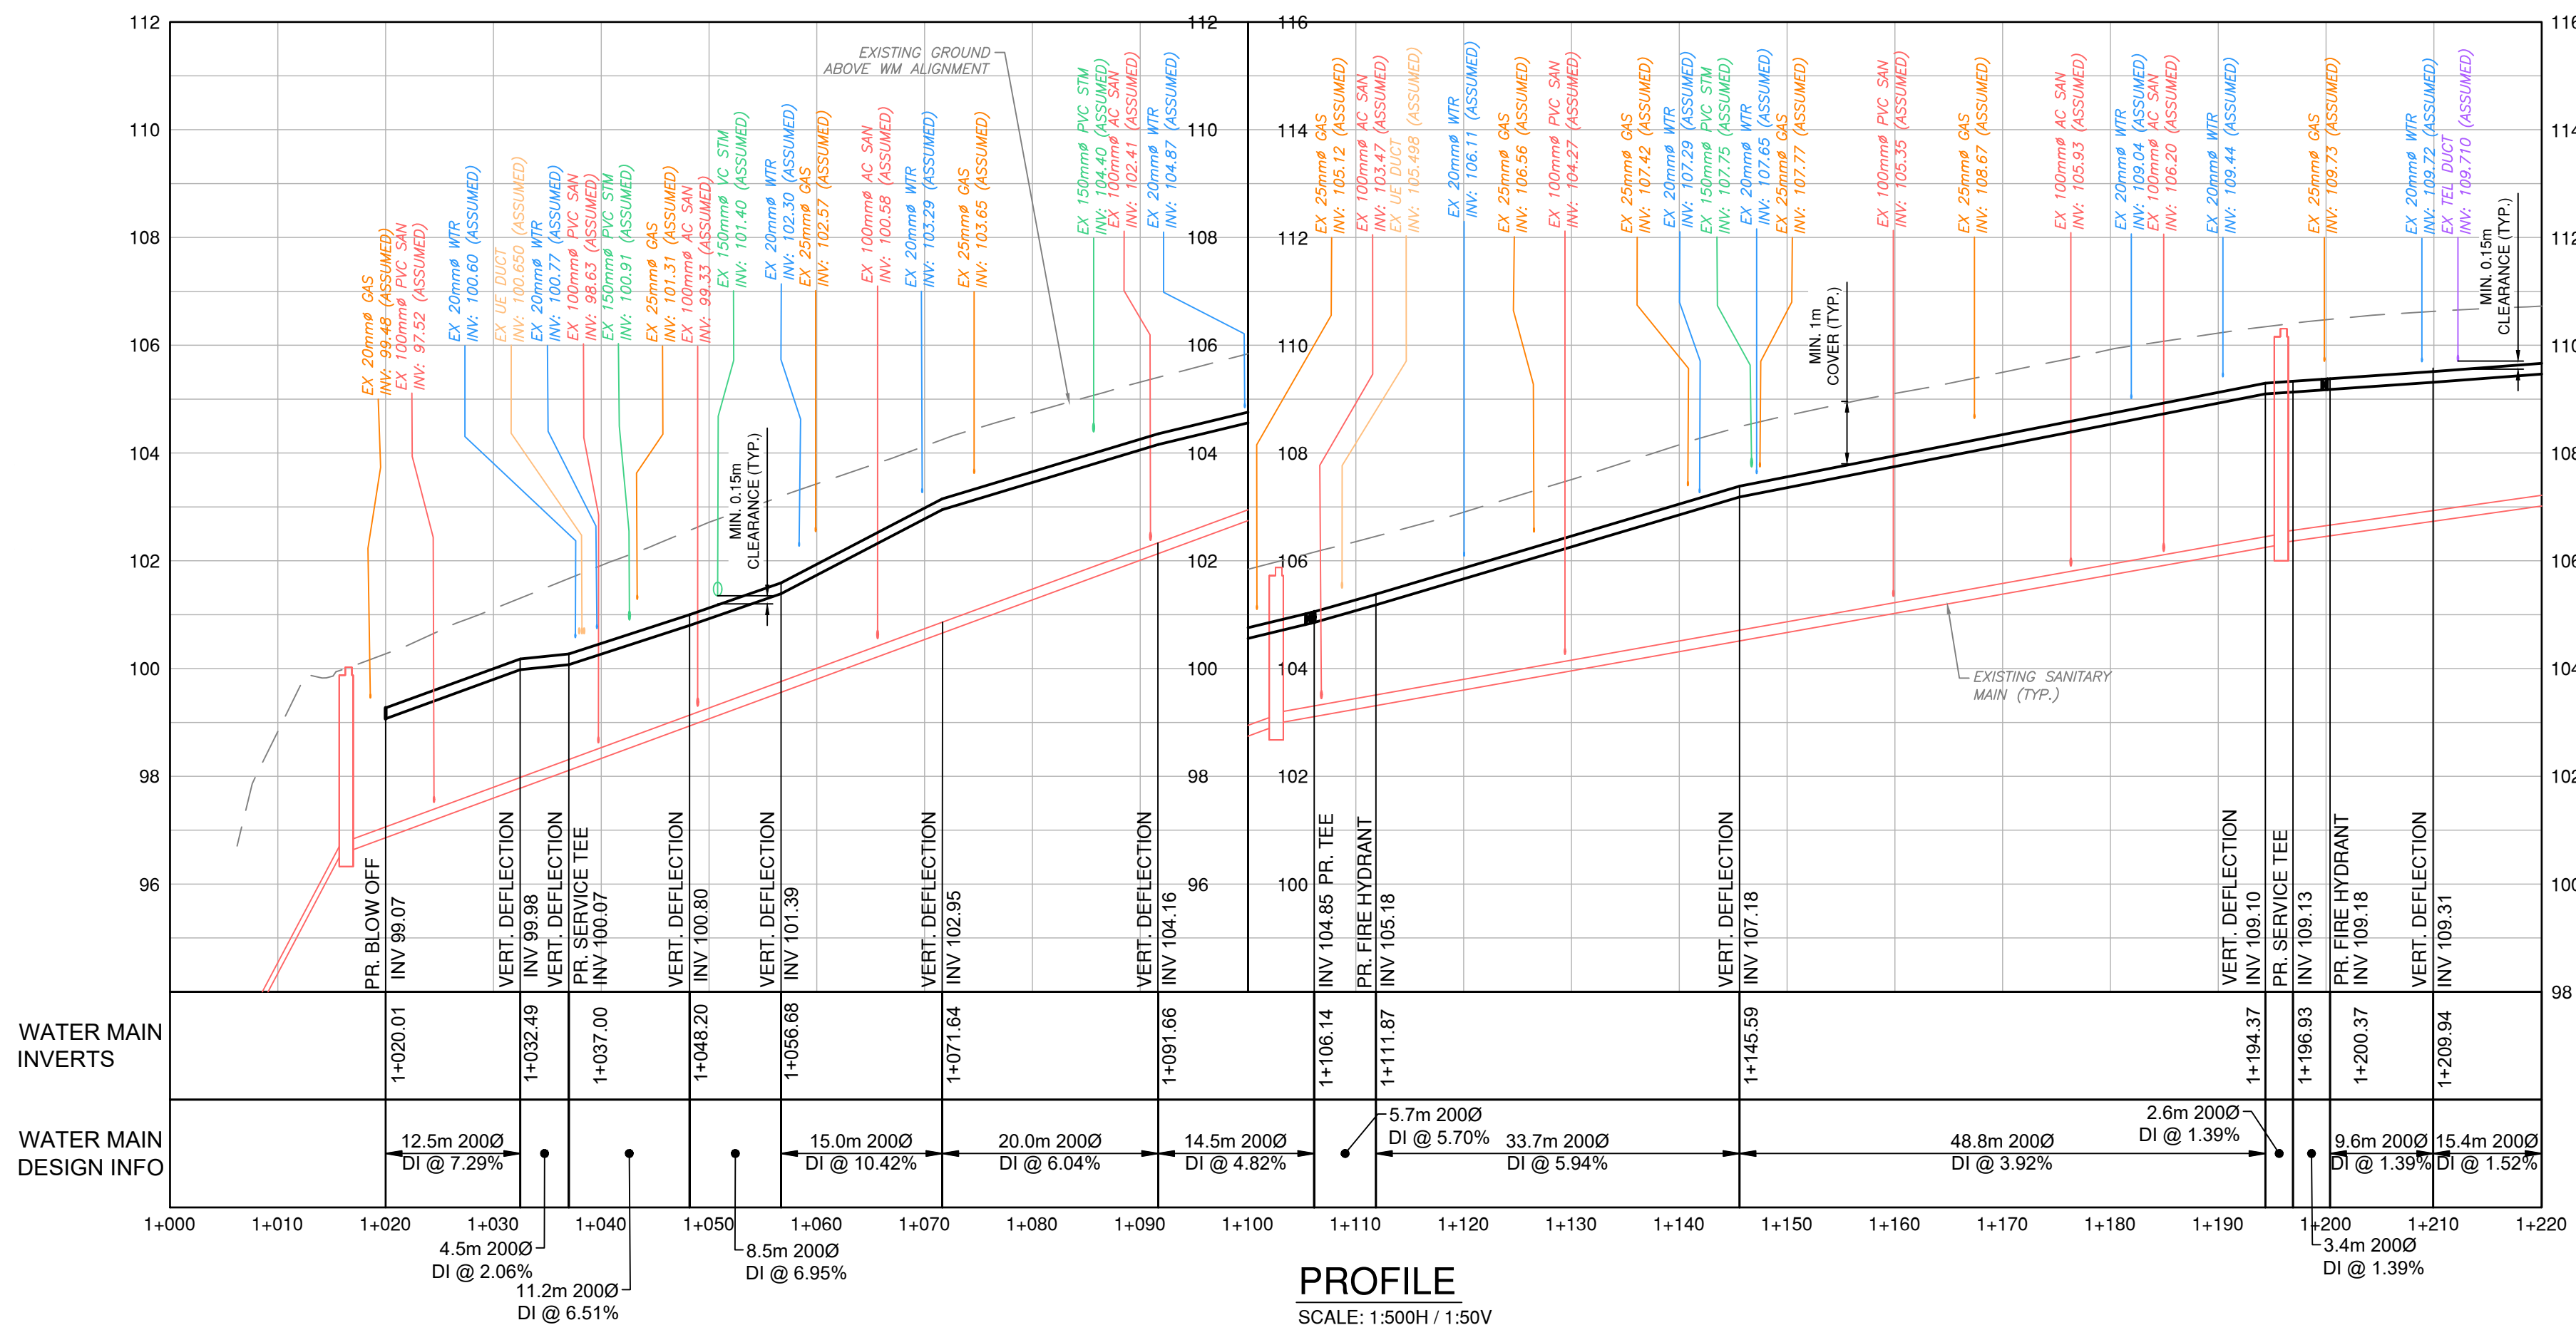 112
110
108
106
104
102
100
98
96
EXISTING GROUND
ABOVE WM ALIGNMENT
EX 20mmØ GAS
INV: 99.48 (ASSUMED)
EX 100mmØ PVC SAN
INV: 97.52 (ASSUMED)
EX 20mmØ WTR
INV: 100.60 (ASSUMED)
EX UE DUCT
INV: 100.650 (ASSUMED)
EX 20mmØ WTR
INV: 100.77 (ASSUMED)
EX 100mmØ PVC SAN
INV: 98.63 (ASSUMED)
EX 150mmØ PVC STM
INV: 100.91 (ASSUMED)
EX 25mmØ GAS
INV: 101.31 (ASSUMED)
EX 100mmØ AC SAN
INV: 99.33 (ASSUMED)
EX 150mmØ VC STM
INV: 101.40 (ASSUMED)
MIN. 0.15m
CLEARANCE (TYP.)
EX 20mmØ WTR
INV: 102.30 (ASSUMED)
EX 25mmØ GAS
INV: 102.57 (ASSUMED)
EX 100mmØ AC SAN
INV: 100.58 (ASSUMED)
EX 20mmØ WTR
INV: 103.29 (ASSUMED)
EX 25mmØ GAS
INV: 103.65 (ASSUMED)
EX 150mmØ PVC STM
INV: 104.40 (ASSUMED)
EX 100mmØ AC SAN
INV: 102.41 (ASSUMED)
EX 20mmØ WTR
INV: 104.87 (ASSUMED)
112
110
108
106
104
102
100
98
96
116
114
112
110
108
106
104
102
100
EX 25mmØ GAS
INV: 105.12 (ASSUMED)
EX 100mmØ AC SAN
INV: 103.47 (ASSUMED)
EX UE DUCT
INV: 105.498 (ASSUMED)
EX 20mmØ WTR
INV: 106.11 (ASSUMED)
EX 25mmØ GAS
INV: 106.56 (ASSUMED)
EX 100mmØ PVC SAN
INV: 104.27 (ASSUMED)
EX 25mmØ GAS
INV: 107.42 (ASSUMED)
EX 20mmØ WTR
INV: 107.29 (ASSUMED)
EX 150mmØ PVC STM
INV: 107.75 (ASSUMED)
EX 20mmØ WTR
INV: 107.65 (ASSUMED)
EX 25mmØ GAS
INV: 107.77 (ASSUMED)
MIN. 1m
COVER (TYP.)
EX 100mmØ PVC SAN
INV: 105.35 (ASSUMED)
EX 25mmØ GAS
INV: 108.67 (ASSUMED)
EX 100mmØ AC SAN
INV: 105.93 (ASSUMED)
EX 20mmØ WTR
INV: 109.04 (ASSUMED)
EX 100mmØ AC SAN
INV: 106.20 (ASSUMED)
EX 20mmØ WTR
INV: 109.44 (ASSUMED)
EX 25mmØ GAS
INV: 109.73 (ASSUMED)
EX 20mmØ WTR
INV: 109.72 (ASSUMED)
EX TEL DUCT
INV: 109.710 (ASSUMED)
MIN. 0.15m
CLEARANCE (TYP.)
EXISTING SANITARY
MAIN (TYP.)
98
PR. BLOW OFF
INV 99.07
VERT. DEFLECTION
INV 99.98
VERT. DEFLECTION
PR. SERVICE TEE
INV 100.07
VERT. DEFLECTION
INV 100.80
VERT. DEFLECTION
INV 101.39
VERT. DEFLECTION
INV 102.95
VERT. DEFLECTION
INV 104.16
INV 104.85 PR. TEE
PR. FIRE HYDRANT
INV 105.18
VERT. DEFLECTION
INV 107.18
VERT. DEFLECTION
INV 109.10
PR. SERVICE TEE
INV 109.13
PR. FIRE HYDRANT
INV 109.18
VERT. DEFLECTION
INV 109.31
WATER MAIN
INVERTS
1+020.01
1+032.49
1+037.00
1+048.20
1+056.68
1+071.64
1+091.66
1+106.14
1+111.87
1+145.59
1+194.37
1+196.93
1+200.37
1+209.94
WATER MAIN
DESIGN INFO
12.5m 200Ø
DI @ 7.29%
15.0m 200Ø
DI @ 10.42%
20.0m 200Ø
DI @ 6.04%
14.5m 200Ø
DI @ 4.82%
5.7m 200Ø
DI @ 5.70%
33.7m 200Ø
DI @ 5.94%
48.8m 200Ø
DI @ 3.92%
2.6m 200Ø
DI @ 1.39%
9.6m 200Ø
DI @ 1.39%
15.4m 200Ø
DI @ 1.52%
1+000
1+010
1+020
1+030
1+040
1+050
1+060
1+070
1+080
1+090
1+100
1+110
1+120
1+130
1+140
1+150
1+160
1+170
1+180
1+190
1+200
1+210
1+220
4.5m 200Ø
DI @ 2.06%
11.2m 200Ø
DI @ 6.51%
8.5m 200Ø
DI @ 6.95%
3.4m 200Ø
DI @ 1.39%
PROFILE
SCALE: 1:500H / 1:50V